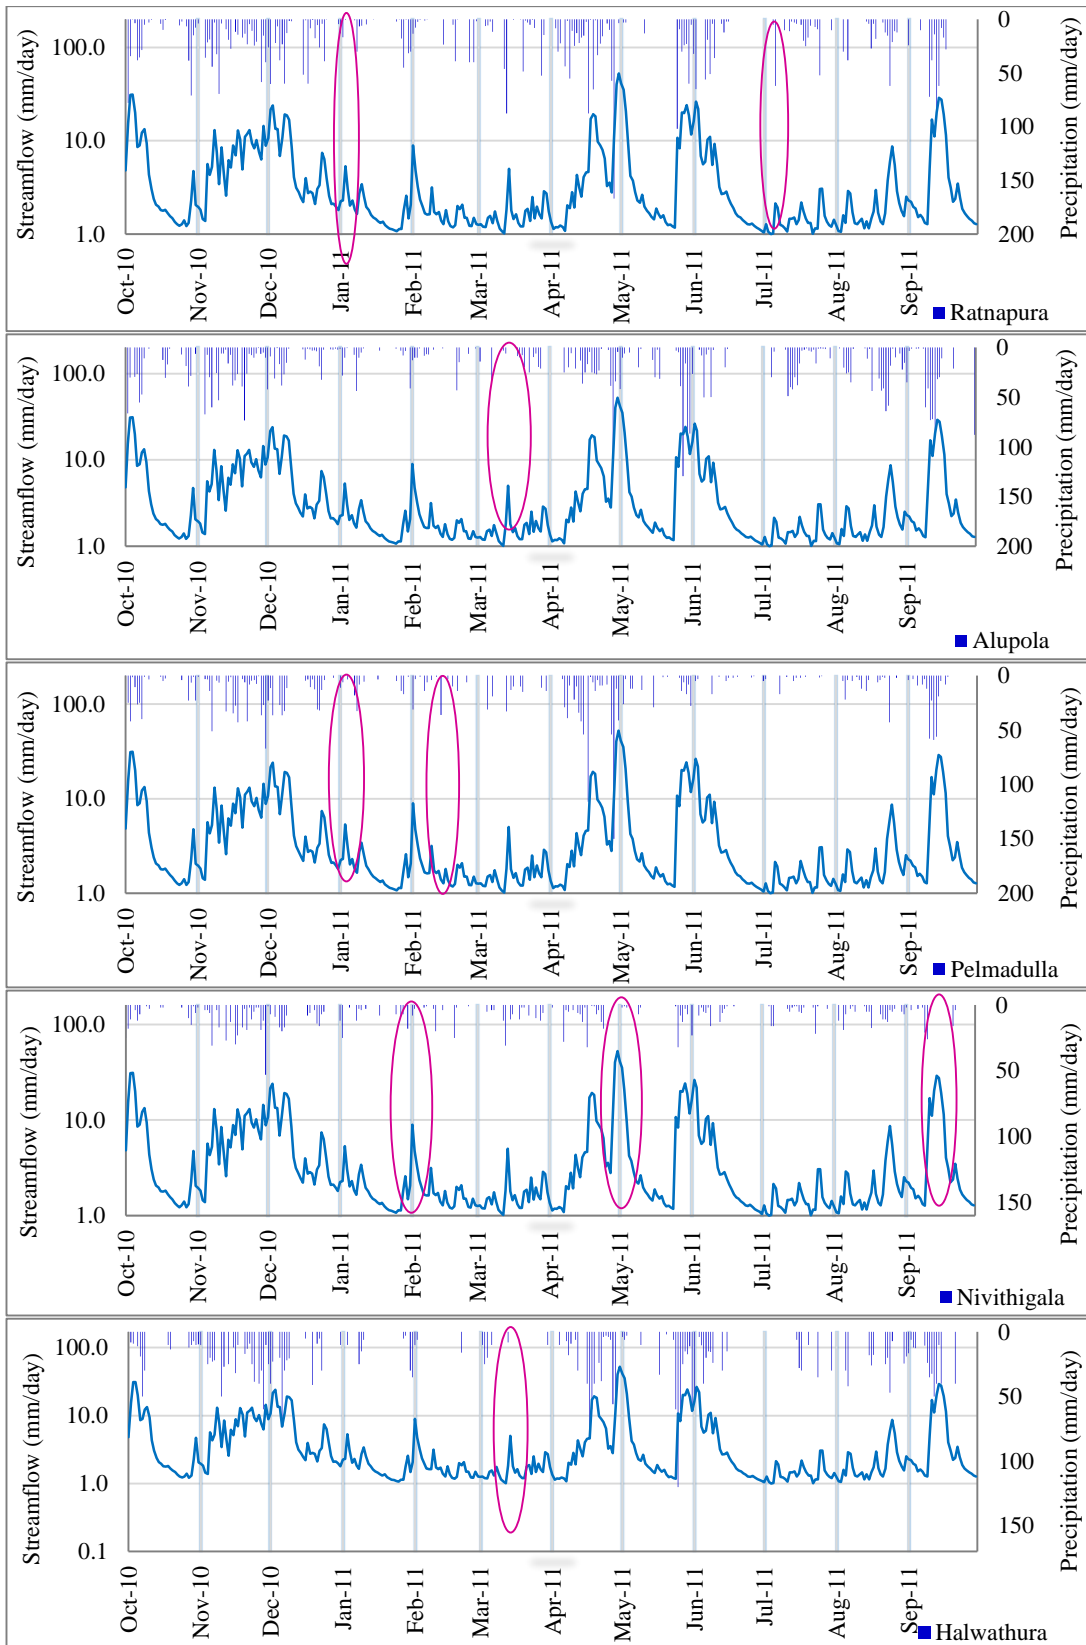 Streamflow (mm/day)
100.0
10.0
1.0
0
50
100
150
200
Precipitation (mm/day)
Oct-10
Nov-10
Dec-10
Jan-11
Feb-11
Mar-11
Apr-11
May-11
Jun-11
Jul-11
Aug-11
Sep-11
Ratnapura
Streamflow (mm/day)
100.0
10.0
1.0
0
50
100
150
200
Precipitation (mm/day)
Oct-10
Nov-10
Dec-10
Jan-11
Feb-11
Mar-11
Apr-11
May-11
Jun-11
Jul-11
Aug-11
Sep-11
Alupola
Streamflow (mm/day)
100.0
10.0
1.0
0
50
100
150
200
Precipitation (mm/day)
Oct-10
Nov-10
Dec-10
Jan-11
Feb-11
Mar-11
Apr-11
May-11
Jun-11
Jul-11
Aug-11
Sep-11
Pelmadulla
Streamflow (mm/day)
100.0
10.0
1.0
0
50
100
150
Precipitation (mm/day)
Oct-10
Nov-10
Dec-10
Jan-11
Feb-11
Mar-11
Apr-11
May-11
Jun-11
Jul-11
Aug-11
Sep-11
Nivithigala
Streamflow (mm/day)
100.0
10.0
1.0
0.1
0
50
100
150
Precipitation (mm/day)
Oct-10
Nov-10
Dec-10
Jan-11
Feb-11
Mar-11
Apr-11
May-11
Jun-11
Jul-11
Aug-11
Sep-11
Halwathura